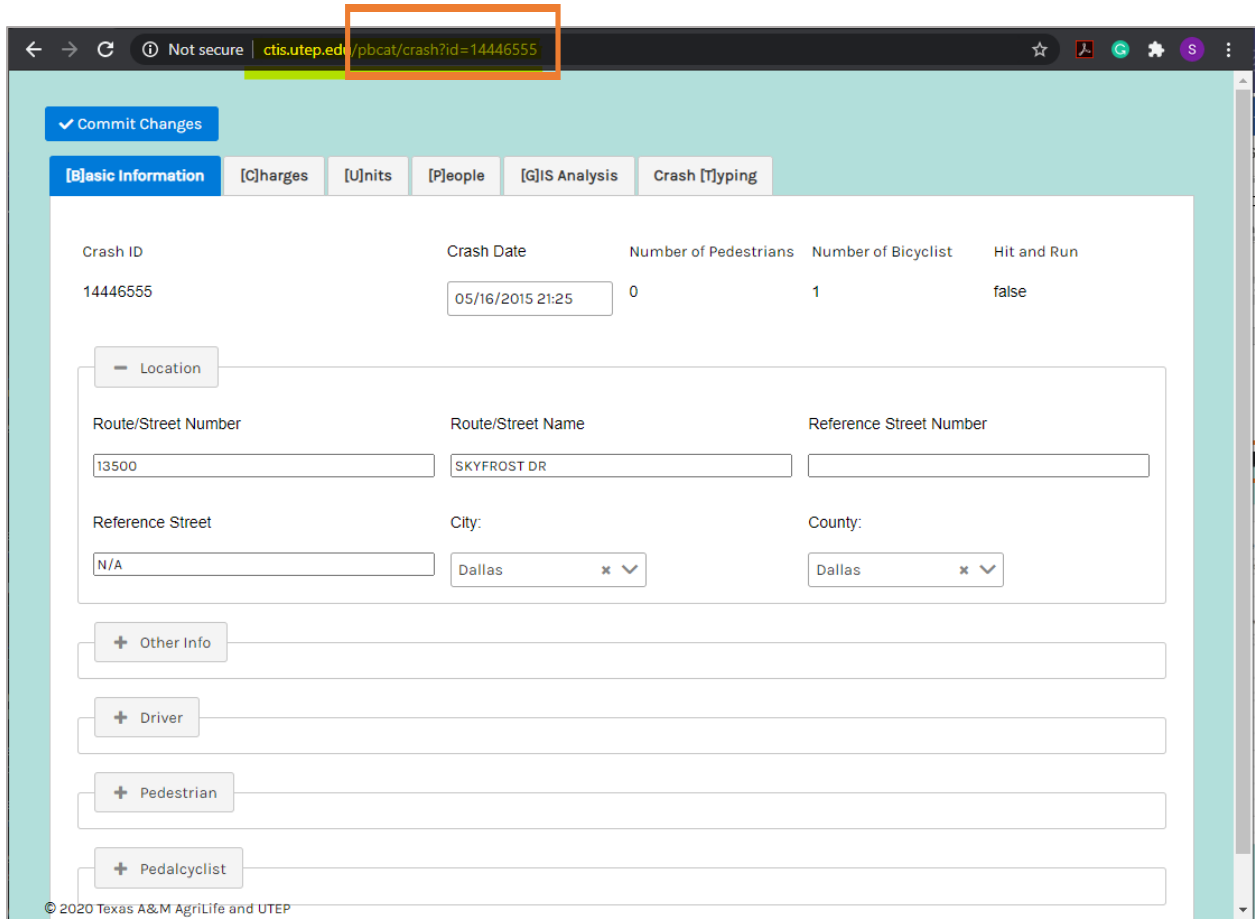 Not secure | ctis.utep.edu/pbcat/crash?id=14446555
S
Commit Changes
[B]asic Information [C]harges [U]nits [P]eople [G]IS Analysis Crash [T]yping
Crash ID Crash Date Number of Pedestrians Number of Bicyclist Hit and Run
14446555 05/16/2015 21:25 0 1 false
Location
Route/Street Number Route/Street Name Reference Street Number
13500 SKYFROST DR
Reference Street City: County:
N/A Dallas Dallas
Other Info
Driver
Pedestrian
Pedalcyclist
© 2020 Texas A&M AgriLife and UTEP